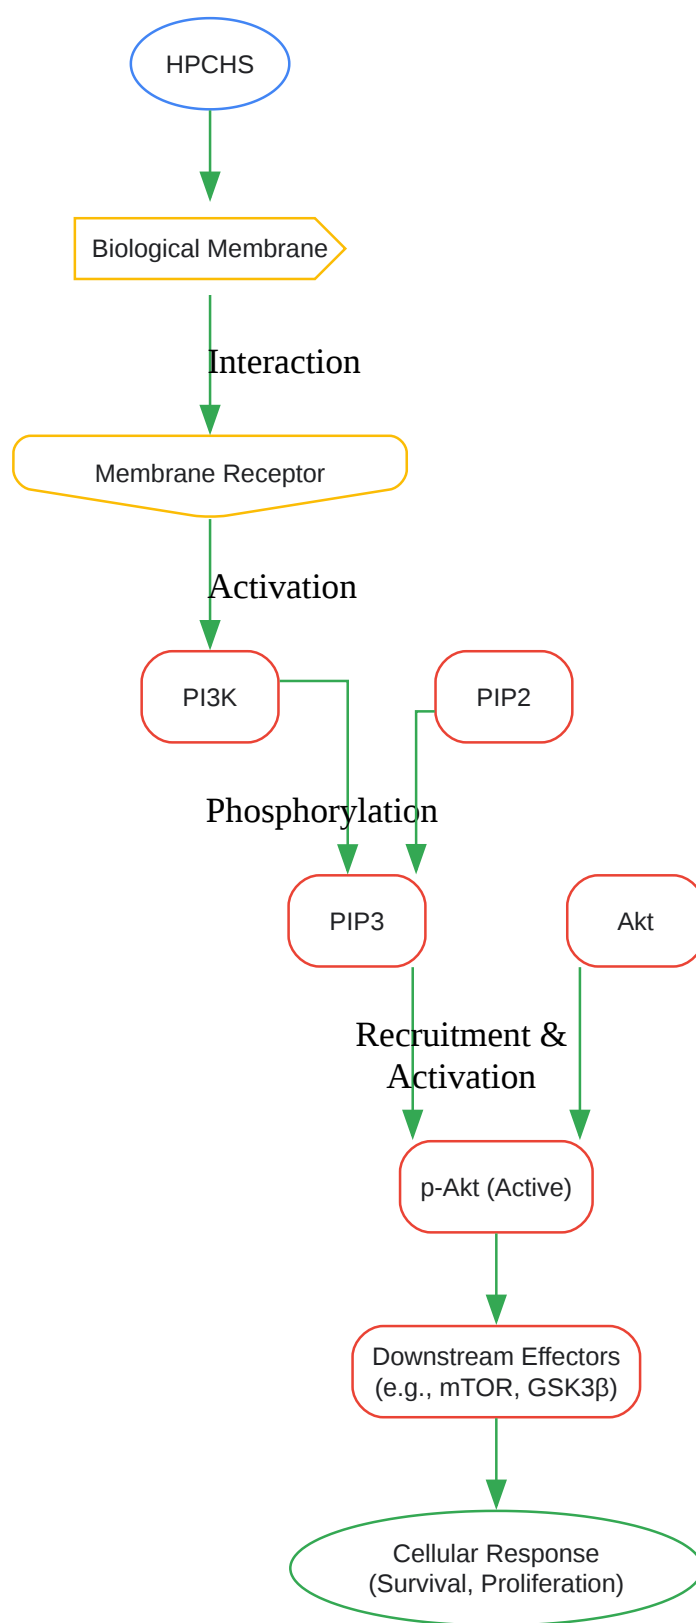 HPCHS
Biological Membrane
Interaction
Membrane Receptor
Activation
PI3K
PIP2
Phosphorylation
PIP3
Akt
Recruitment &
Activation
p-Akt (Active)
Downstream Effectors
(e.g., mTOR, GSK3β)
Cellular Response
(Survival, Proliferation)